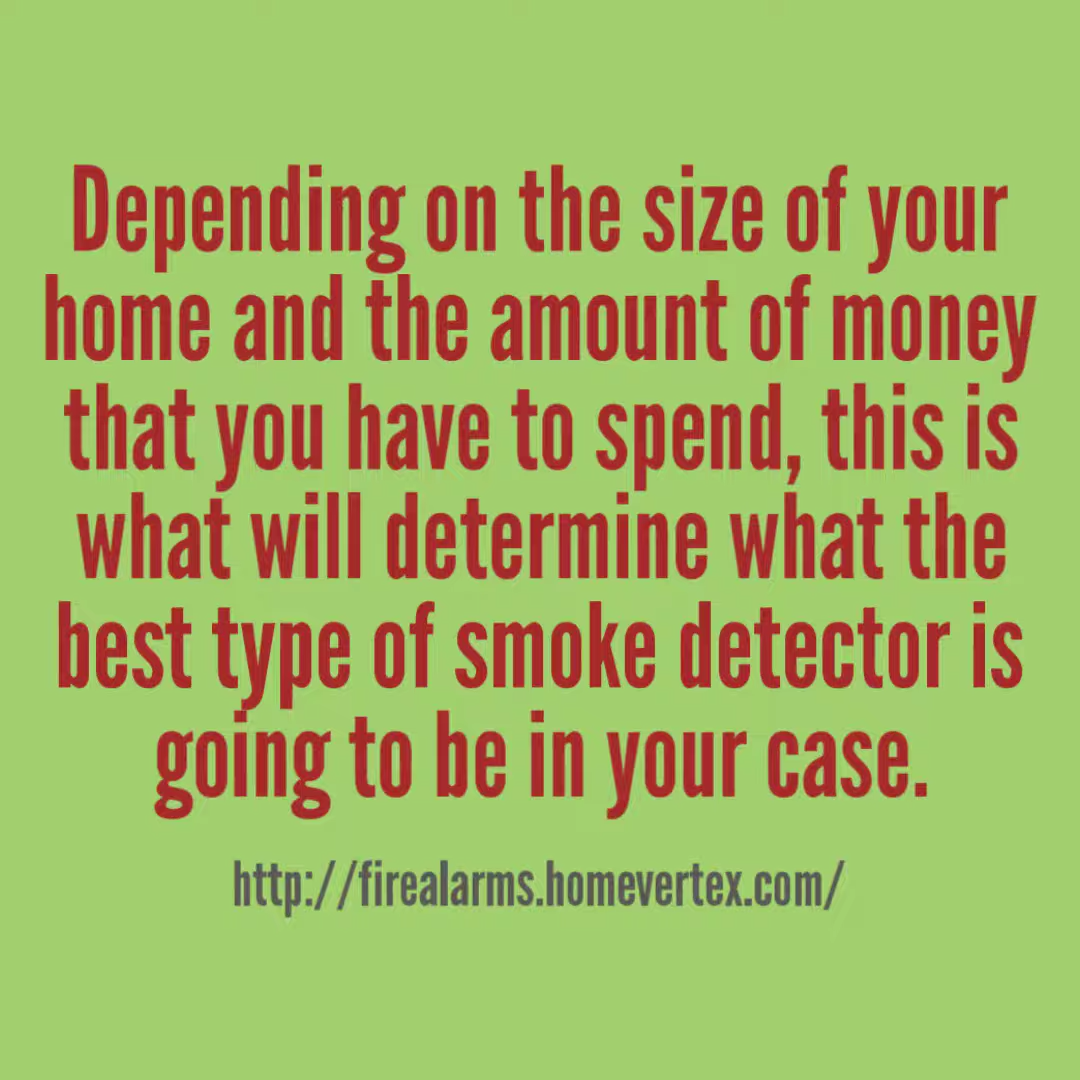 Depending on the size of your
home and the amount of money
that you have to spend, this is
what will determine what the
best type of smoke detector is
going to be in your case.
http://firealarms.homevertex.com/